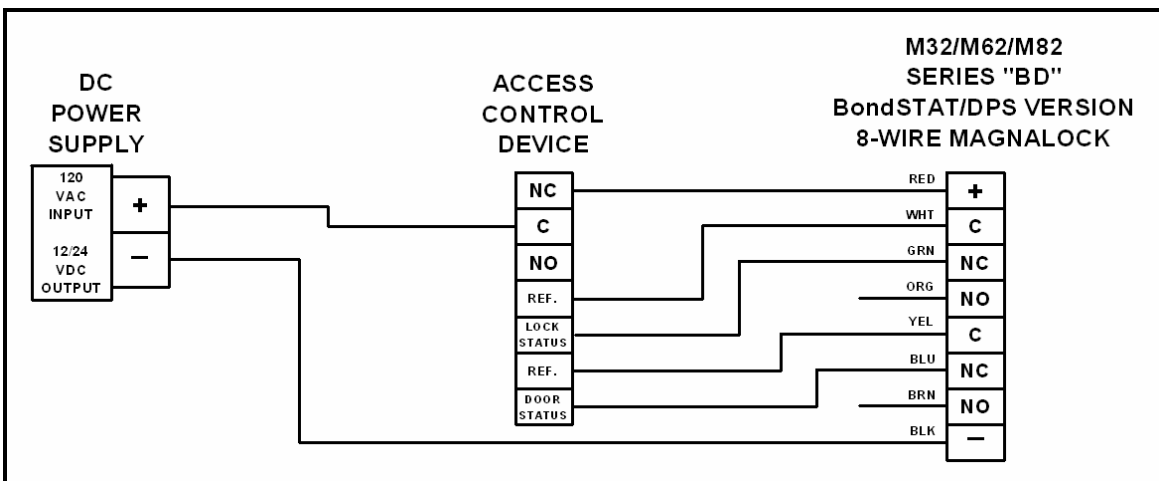 DC
POWER
SUPPLY
120
VAC
INPUT
12/24
VDC
OUTPUT
+
−
ACCESS
CONTROL
DEVICE
NC
C
NO
REF.
LOCK
STATUS
REF.
DOOR
STATUS
M32/M62/M82
SERIES "BD"
BondSTAT/DPS VERSION
8-WIRE MAGNALOCK
RED +
WHT C
GRN NC
ORG NO
YEL C
BLU NC
BRN NO
BLK −